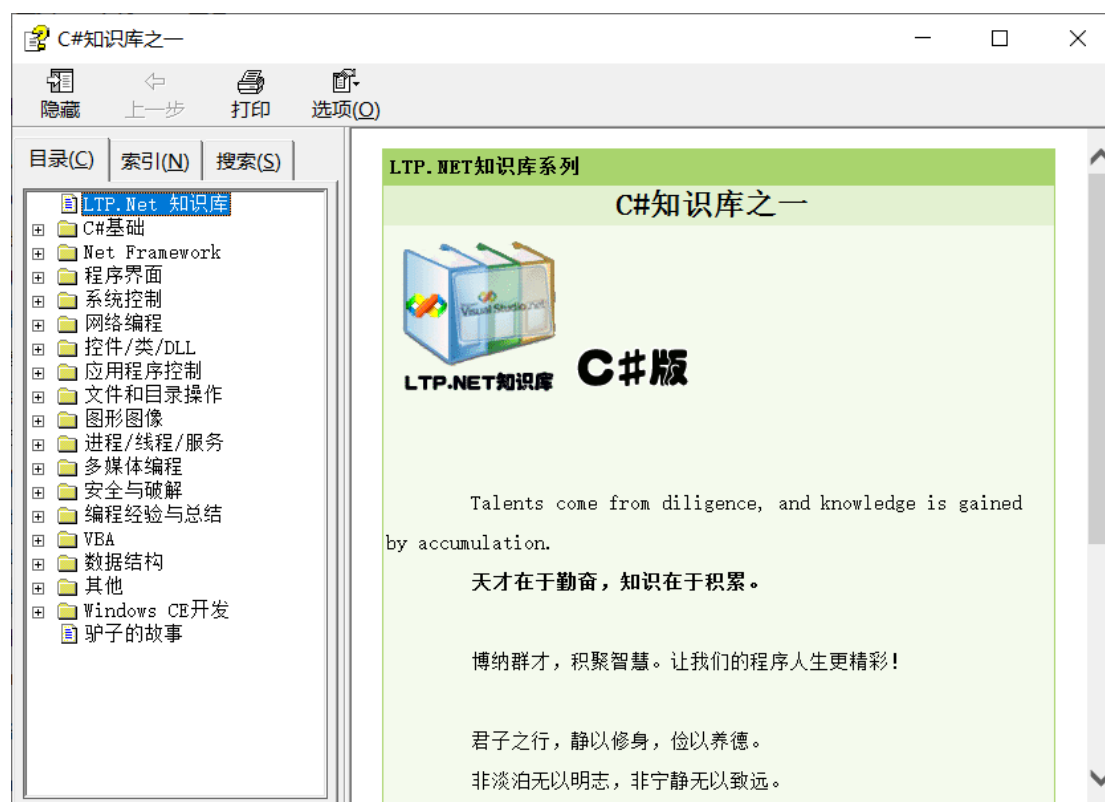 C#知识库之一
隐藏 上一步 打印 选项(O)
目录(C) 索引(N) 搜索(S)
LTP.Net 知识库
C#基础
Net Framework
程序界面
系统控制
网络编程
控件/类/DLL
应用程序控制
文件和目录操作
图形图像
进程/线程/服务
多媒体编程
安全与破解
编程经验与总结
VBA
数据结构
其他
Windows CE开发
驴子的故事
LTP.NET知识库系列
C#知识库之一
Visual Studio.net
LTP.NET知识库 C#版
Talents come from diligence, and knowledge is gained
by accumulation.
天才在于勤奋，知识在于积累。
博纳群才，积聚智慧。让我们的程序人生更精彩!
君子之行，静以修身，俭以养德。
非淡泊无以明志，非宁静无以致远。